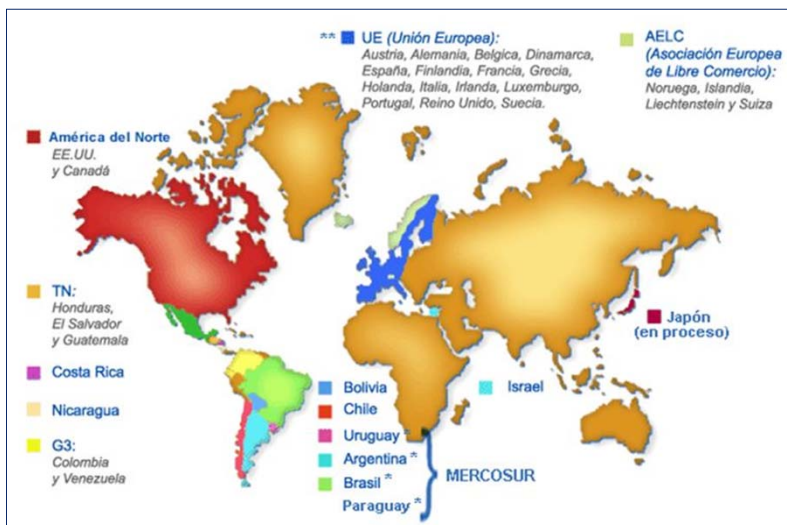 ** UE (Unión Europea):
Austria, Alemania, Belgica, Dinamarca,
España, Finlandia, Francia, Grecia,
Holanda, Italia, Irlanda, Luxemburgo,
Portugal, Reino Unido, Suecia.
AELC
(Asociación Europea
de Libre Comercio):
Noruega, Islandia,
Liechtenstein y Suiza
América del Norte
EE.UU.
y Canadá
TN:
Honduras,
El Salvador
y Guatemala
Costa Rica
Nicaragua
G3:
Colombia
y Venezuela
Bolivia
Chile
Uruguay *
Argentina *
Brasil *
Paraguay *
MERCOSUR
Israel
Japón
(en proceso)